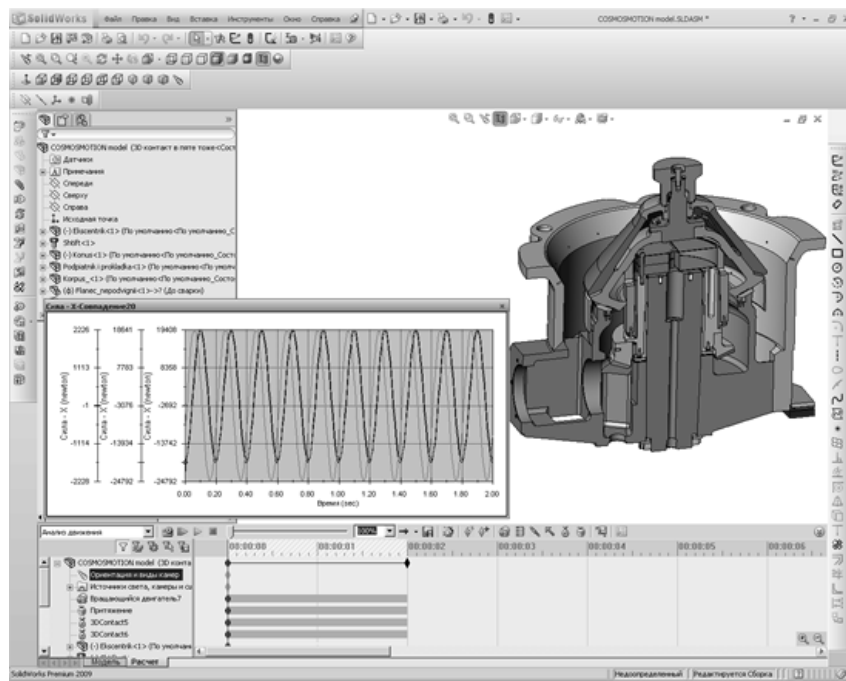 SolidWorks Файл Правка Вид Вставка Инструменты Окно Справка COSMOSMOTION model.SLDASM *
COSMOSMOTION model (3D контакт в пяте тоже<Сост
Датчики
Примечания
Спереди
Сверху
Справа
Исходная точка
(-) Ekscentrik<1> (По умолчанию<По умолчанию_С
Shtift<1>
(-) Konus<1> (По умолчанию<По умолчанию_Состо
Podpiatnik i prokladka<1> (По умолчанию<По умолч
Korpus_<1> (По умолчанию<По умолчанию_Состоя
(ф) Flanec_nepodvigni<1>->? (До сварки)
Сила - X-Совпадение20
2226 18641 19408
1113 7783 8358
-1 -3076 -2692
-1114 -13934 -13742
-2228 -24792 -24792
Сила - X (newton) Сила - X (newton) Сила - X (newton)
0.00 0.20 0.40 0.60 0.80 1.00 1.20 1.40 1.60 1.80 2.00
Время (sec)
Анализ движения 100%
00:00:00 00:00:01 00:00:02 00:00:03 00:00:04 00:00:05 00:00:06
COSMOSMOTION model (3D конта
Ориентация и виды камер
Источники света, камеры и сц
Вращающийся двигатель7
Притяжение
3DContact5
3DContact6
(-) Ekscentrik<1> (По умолчан
Модель Расчет
SolidWorks Premium 2009 Недоопределенный Редактируется Сборка